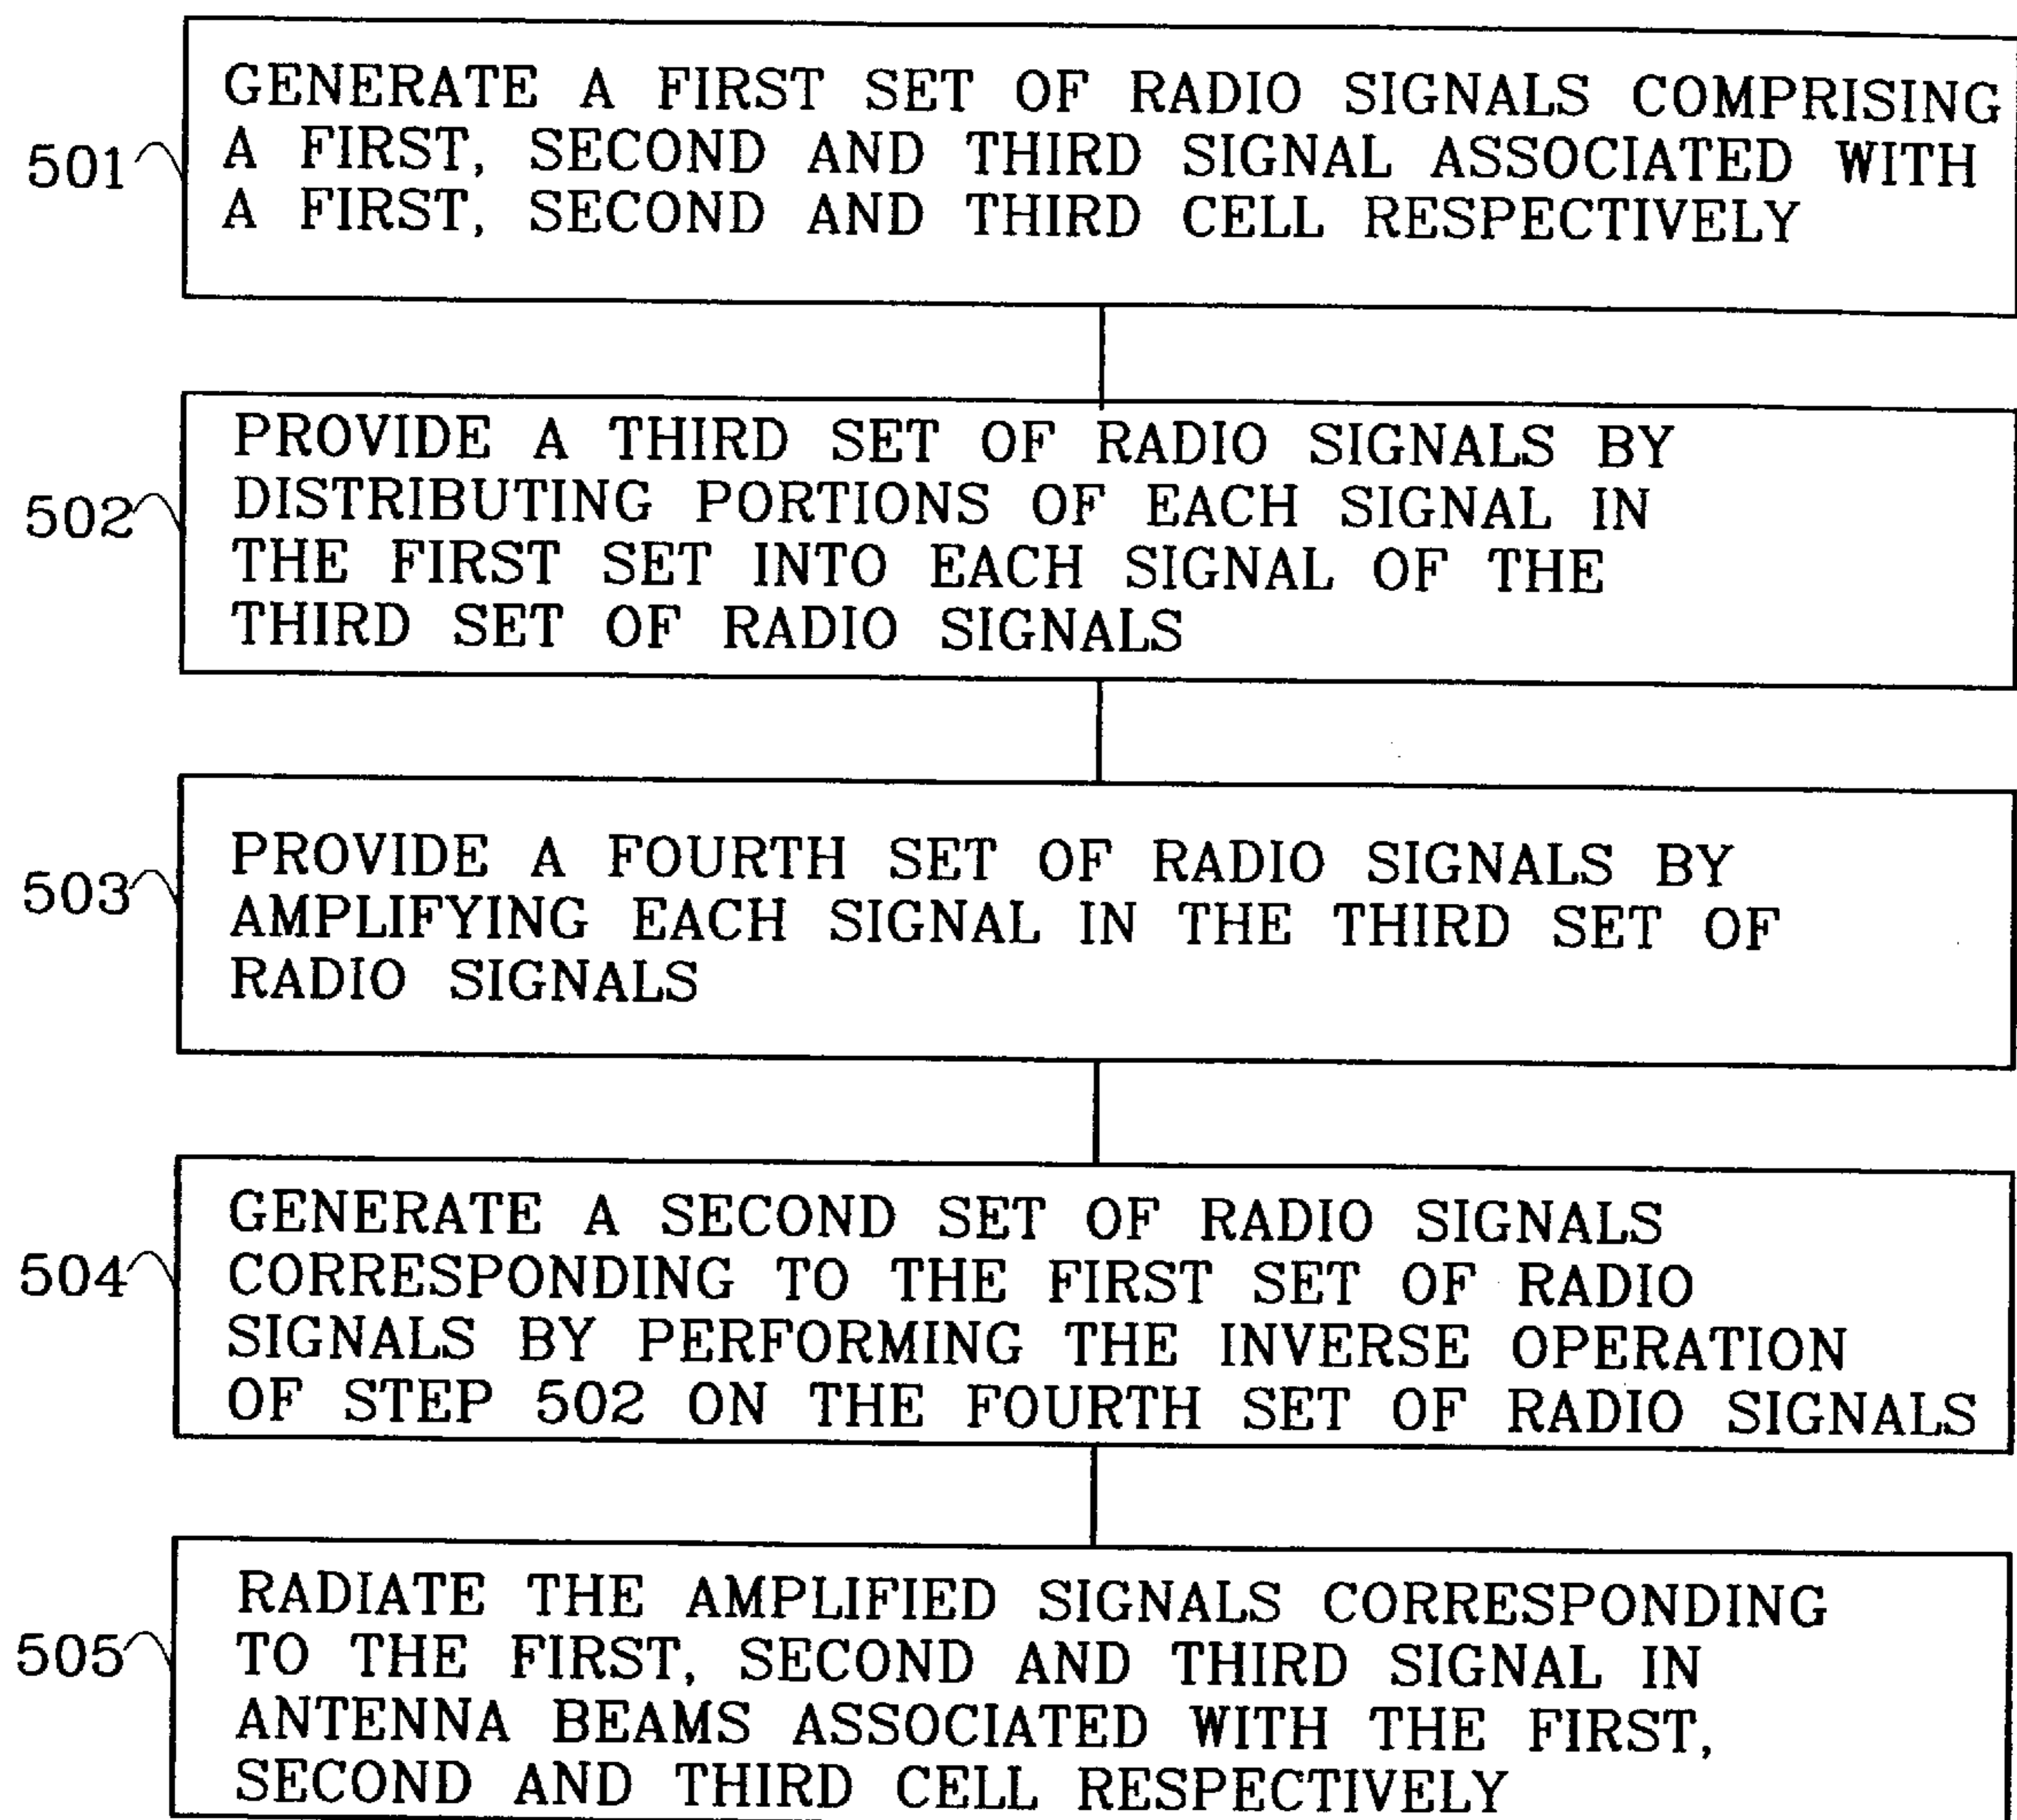 GENERATE A FIRST SET OF RADIO SIGNALS COMPRISING
A FIRST, SECOND AND THIRD SIGNAL ASSOCIATED WITH
A FIRST, SECOND AND THIRD CELL RESPECTIVELY
501
PROVIDE A THIRD SET OF RADIO SIGNALS BY
DISTRIBUTING PORTIONS OF EACH SIGNAL IN
THE FIRST SET INTO EACH SIGNAL OF THE
THIRD SET OF RADIO SIGNALS
502
PROVIDE A FOURTH SET OF RADIO SIGNALS BY
AMPLIFYING EACH SIGNAL IN THE THIRD SET OF
RADIO SIGNALS
503
GENERATE A SECOND SET OF RADIO SIGNALS
CORRESPONDING TO THE FIRST SET OF RADIO
SIGNALS BY PERFORMING THE INVERSE OPERATION
OF STEP 502 ON THE FOURTH SET OF RADIO SIGNALS
504
RADIATE THE AMPLIFIED SIGNALS CORRESPONDING
TO THE FIRST, SECOND AND THIRD SIGNAL IN
ANTENNA BEAMS ASSOCIATED WITH THE FIRST,
SECOND AND THIRD CELL RESPECTIVELY
505